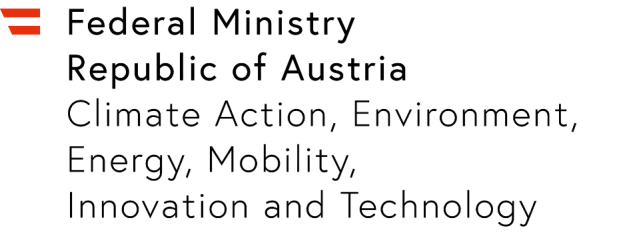 Federal Ministry
Republic of Austria
Climate Action, Environment,
Energy, Mobility,
Innovation and Technology